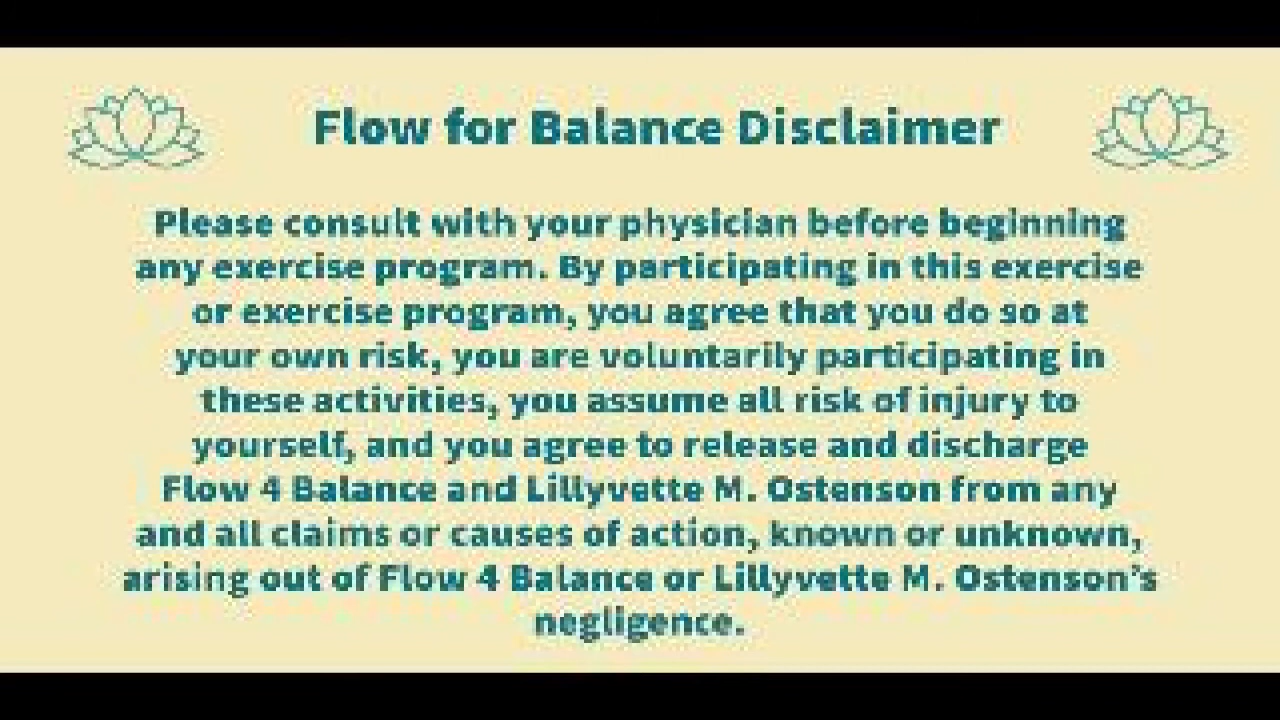 Flow for Balance Disclaimer
Please consult with your physician before beginning
any exercise program. By participating in this exercise
or exercise program, you agree that you do so at
your own risk, you are voluntarily participating in
these activities, you assume all risk of injury to
yourself, and you agree to release and discharge
Flow 4 Balance and Lillyvette M. Ostenson from any
and all claims or causes of action, known or unknown,
arising out of Flow 4 Balance or Lillyvette M. Ostenson's
negligence.